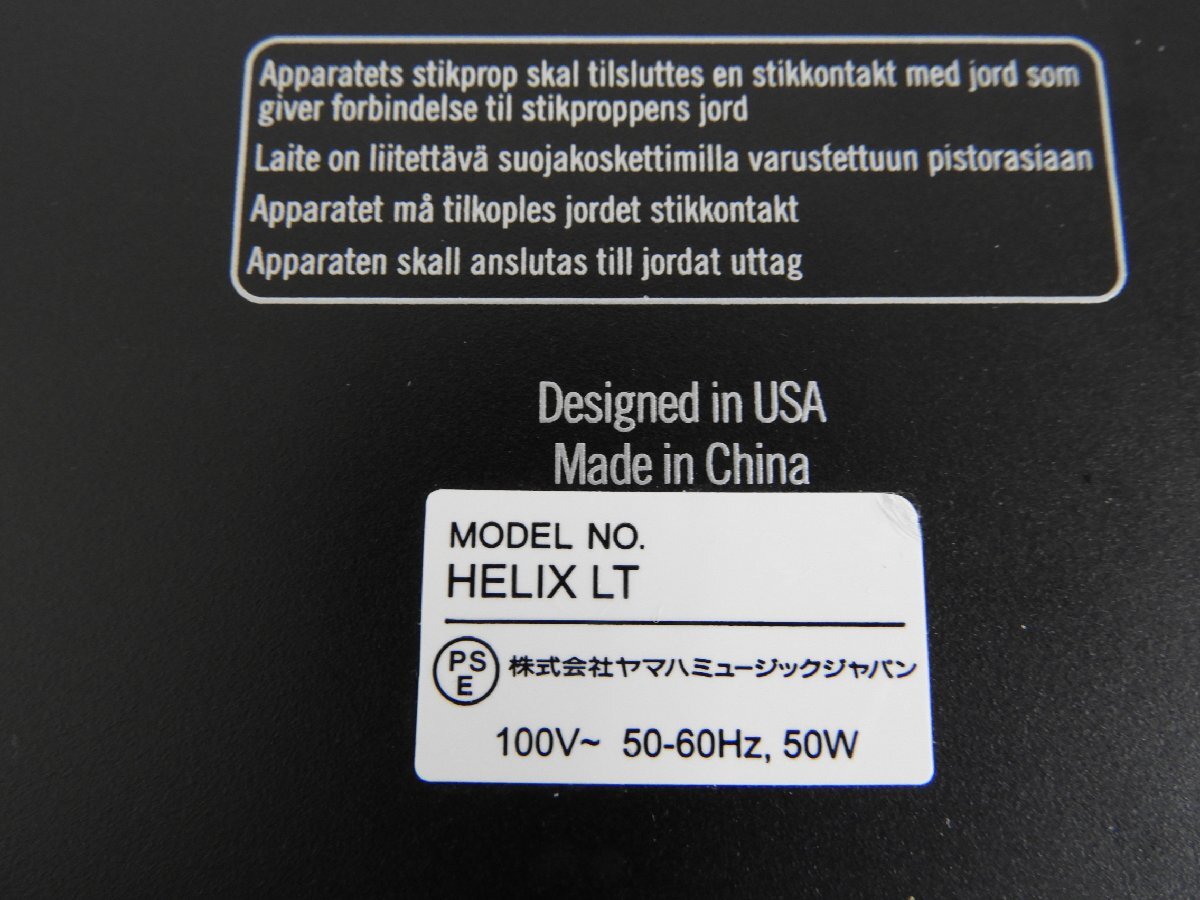 Apparatets stikprop skal tilsluttes en stikkontakt med jord som
giver forbindelse til stikproppens jord
Laite on liitettävä suojakoskettimilla varustettuun pistorasiaan
Apparatet må tilkoples jordet stikkontakt
Apparaten skall anslutas till jordat uttag
Designed in USA
Made in China
MODEL NO.
HELIX LT
PS
E
株式会社ヤマハミュージックジャパン
100V~ 50-60Hz, 50W